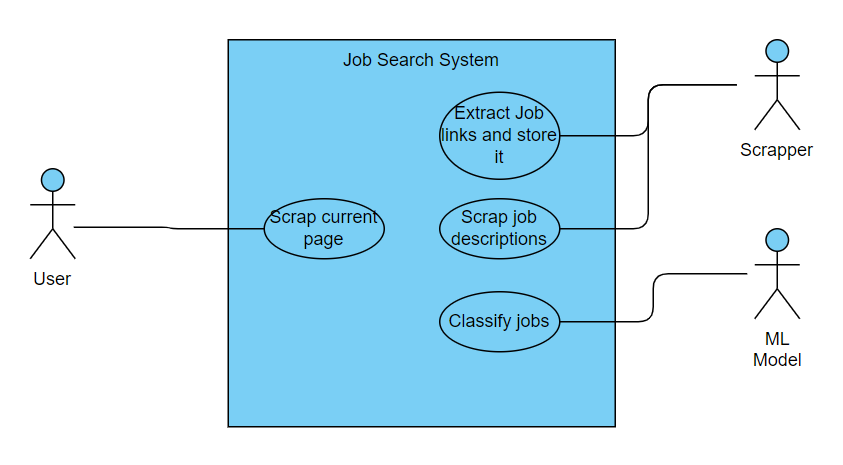 Job Search System
Extract Job
links and store
it
Scrapper
User
Scrap current
page
Scrap job
descriptions
Classify jobs
ML
Model